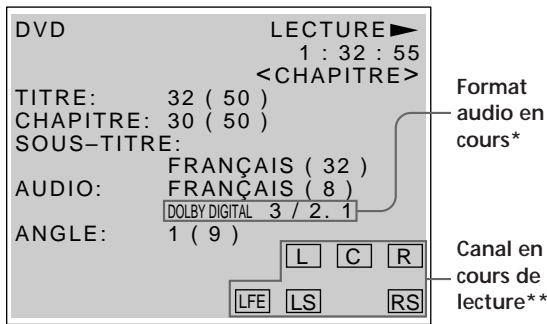 DVD LECTURE►
1 : 32 : 55
<CHAPITRE>
TITRE: 32 ( 50 )
CHAPITRE: 30 ( 50 )
SOUS–TITRE:
FRANÇAIS ( 32 )
AUDIO: FRANÇAIS ( 8 )
DOLBY DIGITAL 3 / 2. 1
ANGLE: 1 ( 9 )
L C R
LFE LS RS
Format
audio en
cours*
Canal en
cours de
lecture**